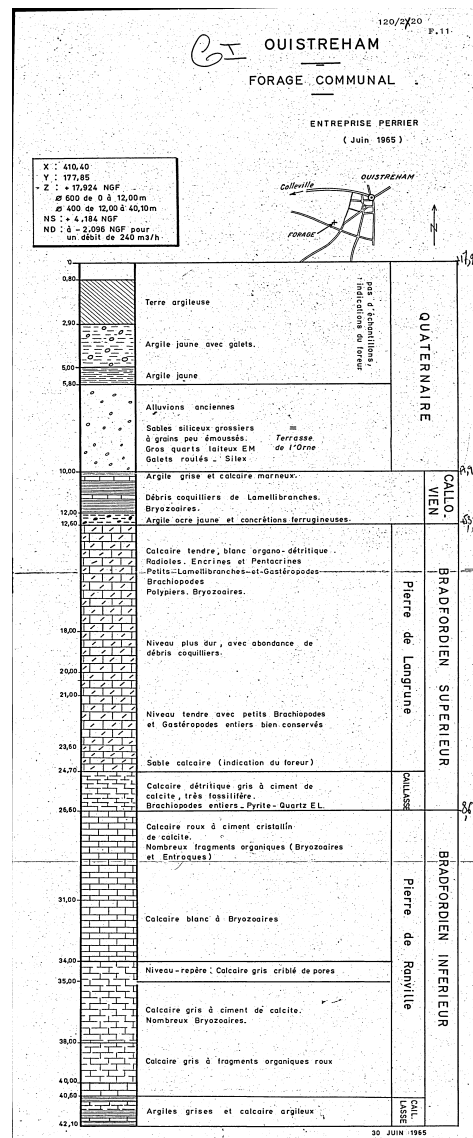 120/2X20
P.11
GI OUISTREHAM
FORAGE COMMUNAL
ENTREPRISE PERRIER
( Juin 1965 )
X : 410,40
Y : 177,85
Z : + 17,924 NGF
ø 600 de 0 à 12,00m
ø 400 de 12,00 à 40,10m
NS : + 4,184 NGF
ND : à - 2,096 NGF pour
un débit de 240 m3/h
Colleville
OUISTREHAM
FORAGE
N
0
0,80
Terre argileuse
2,90
Argile jaune avec galets.
5,00
Argile jaune
5,80
pas d'échantillons,
indications du foreur
QUATERNAIRE
Alluvions anciennes
Sables siliceux grossiers =
à grains peu émoussés. Terrasse
Gros quarts laiteux EM de l'Orne
Galets roulés - Silex
10,00
Argile grise et calcaire marneux.
Débris coquilliers de Lamellibranches.
Bryozoaires.
12,00
Argile ocre jaune et concrétions ferrugineuses.
12,60
CALLO-
VIEN
Calcaire tendre, blanc organo-détritique
Radioles. Encrines et Pentacrines
Petits Lamellibranches et Gastéropodes
Brachiopodes
Polypiers. Bryozoaires.
18,00
Niveau plus dur, avec abondance de
débris coquilliers.
20,00
21,00
Niveau tendre avec petits Brachiopodes
et Gastéropodes entiers bien conservés
23,60
Sable calcaire (indication du foreur)
24,70
Pierre de Langrune
BRADFORDIEN SUPERIEUR
Calcaire détritique gris à ciment de
calcite, très fossilifère.
Brachiopodes entiers - Pyrite - Quartz EL.
26,60
CAILLASSE
Calcaire roux à ciment cristallin
de calcite.
Nombreux fragments organiques (Bryozoaires
et Entroques)
31,00
Calcaire blanc à Bryozoaires
34,00
Niveau-repère: Calcaire gris criblé de pores
35,00
Calcaire gris à ciment de calcite.
Nombreux Bryozoaires.
38,00
Calcaire gris à fragments organiques roux
40,00
40,60
Pierre de Ranville
BRADFORDIEN INFERIEUR
Argiles grises et calcaire argileux
42,10
CAIL
LASSE
30 JUIN 1965